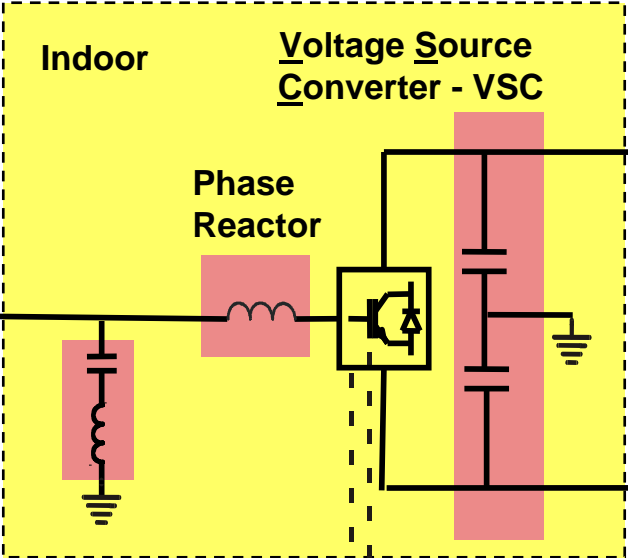 Indoor
Voltage Source
Converter - VSC
Phase
Reactor